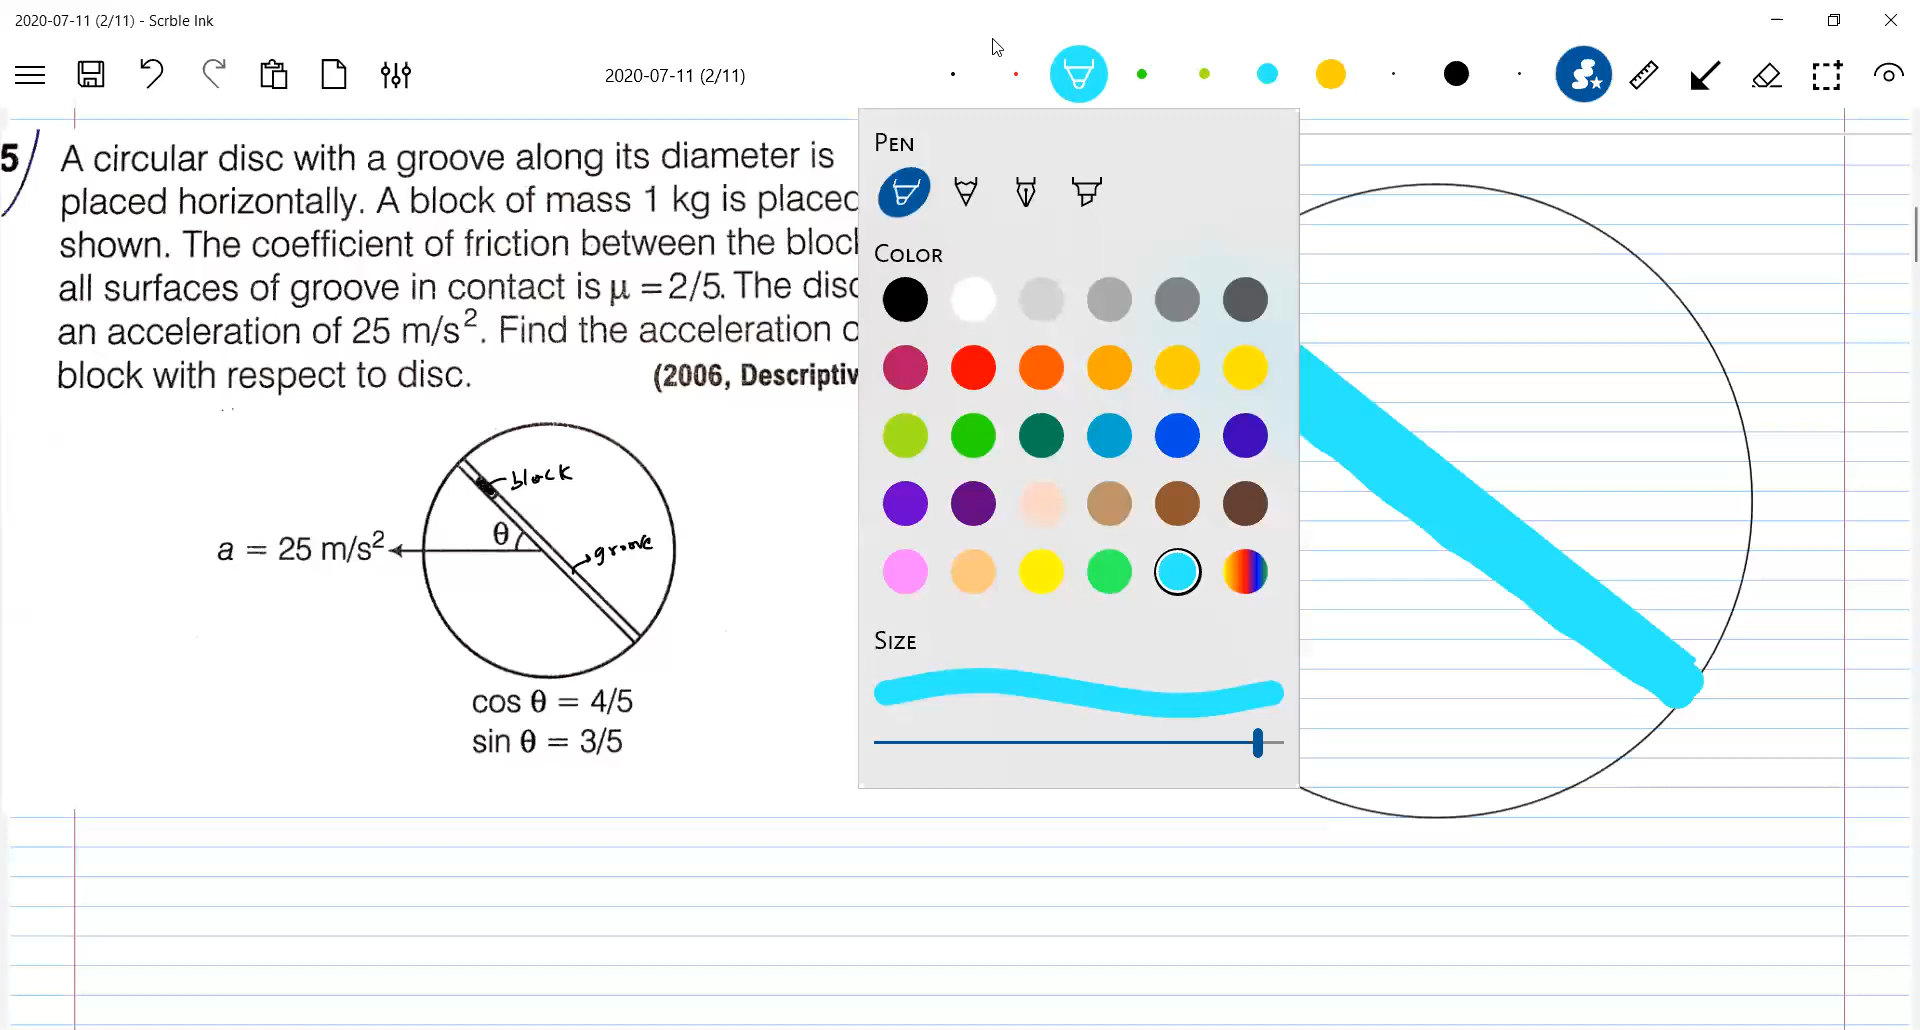 2020-07-11 (2/11) - Scrble Ink
2020-07-11 (2/11)
5
A circular disc with a groove along its diameter is
placed horizontally. A block of mass 1 kg is placed
shown. The coefficient of friction between the bloc
all surfaces of groove in contact is μ = 2/5. The disc
an acceleration of 25 m/s². Find the acceleration o
block with respect to disc.
(2006, Descriptiv
block
θ
groove
a = 25 m/s²
cos θ = 4/5
sin θ = 3/5
PEN
COLOR
SIZE